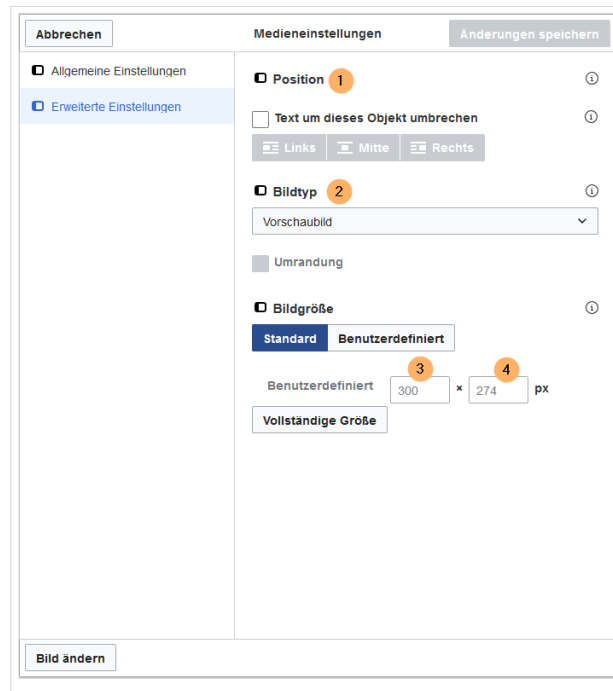 Abbrechen Medieneinstellungen Änderungen speichern
Allgemeine Einstellungen
Erweiterte Einstellungen
Position 1
Text um dieses Objekt umbrechen
Links Mitte Rechts
Bildtyp 2
Vorschaubild
Umrandung
Bildgröße
Standard Benutzerdefiniert
3 4
Benutzerdefiniert 300 × 274 px
Vollständige Größe
Bild ändern